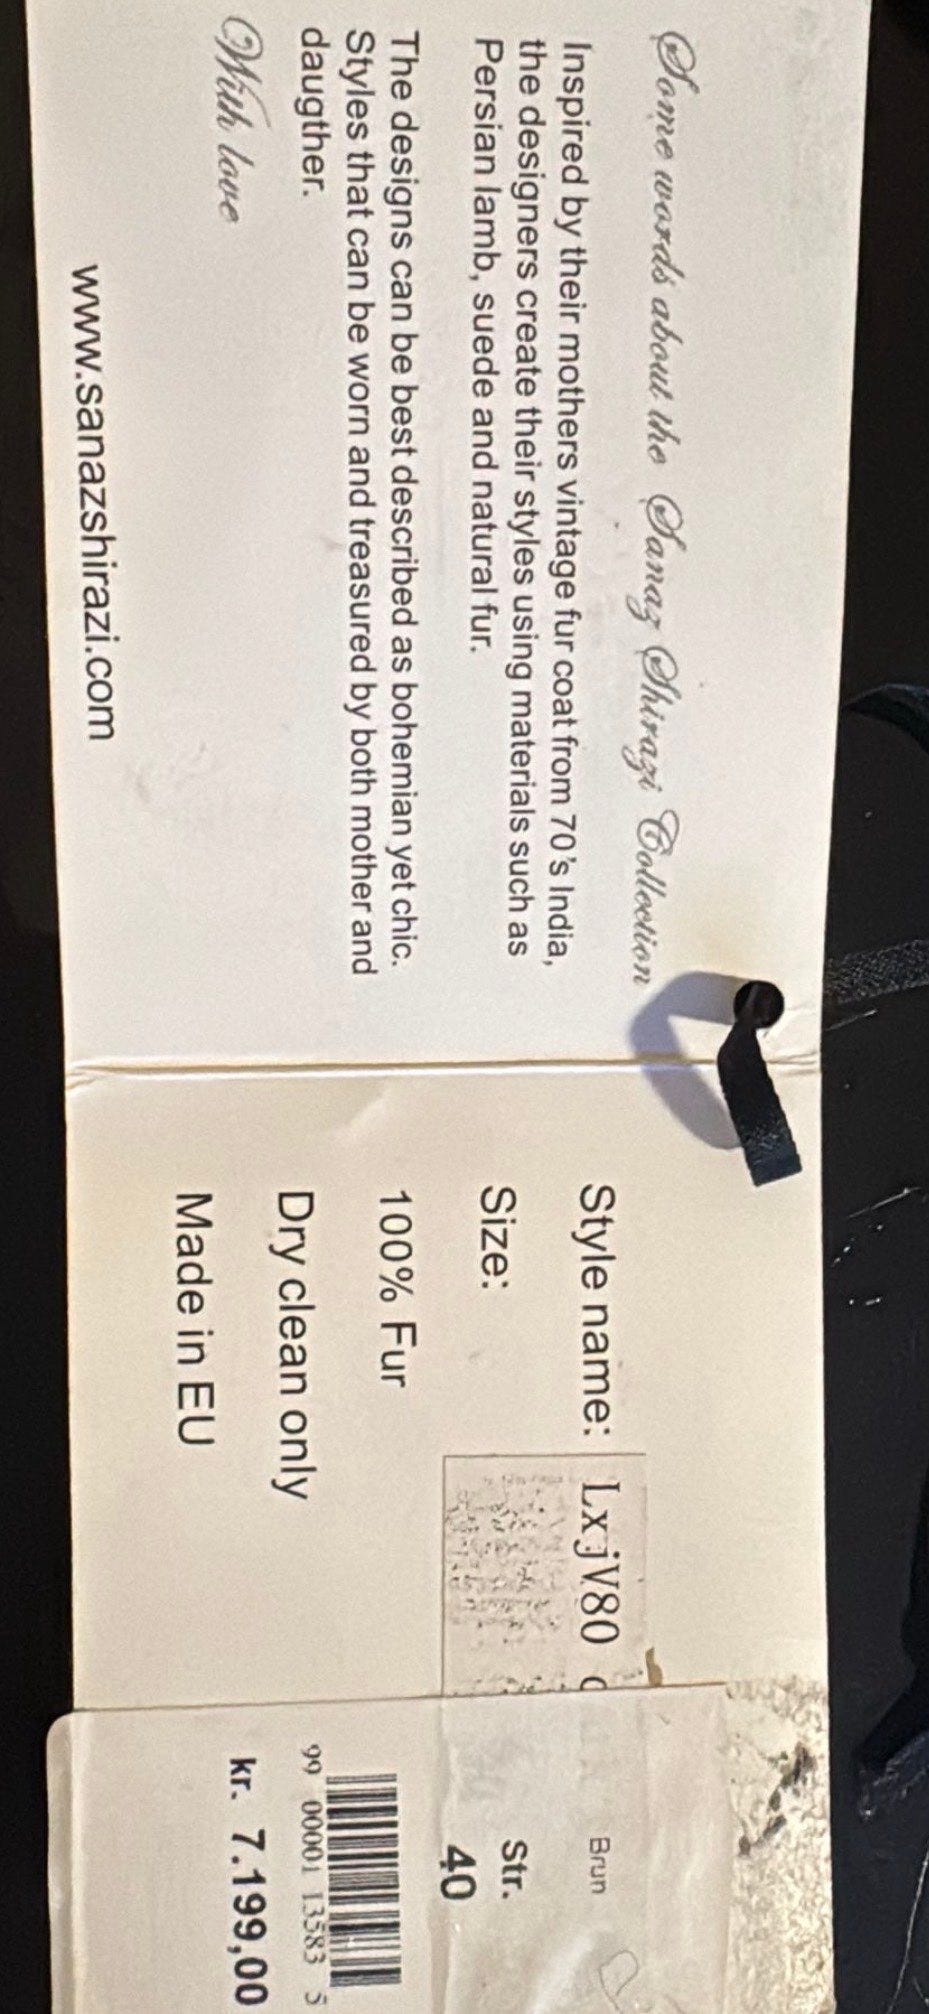 Some words about the Sanaz Shirazi Collection
Inspired by their mothers vintage fur coat from 70's India,
the designers create their styles using materials such as
Persian lamb, suede and natural fur.
The designs can be best described as bohemian yet chic.
Styles that can be worn and treasured by both mother and
daugther.
With love
www.sanazshirazi.com
Style name: LxjV80
Size:
100% Fur
Dry clean only
Made in EU
Brun
Str.
40
99 00001 13583 5
kr. 7.199,00